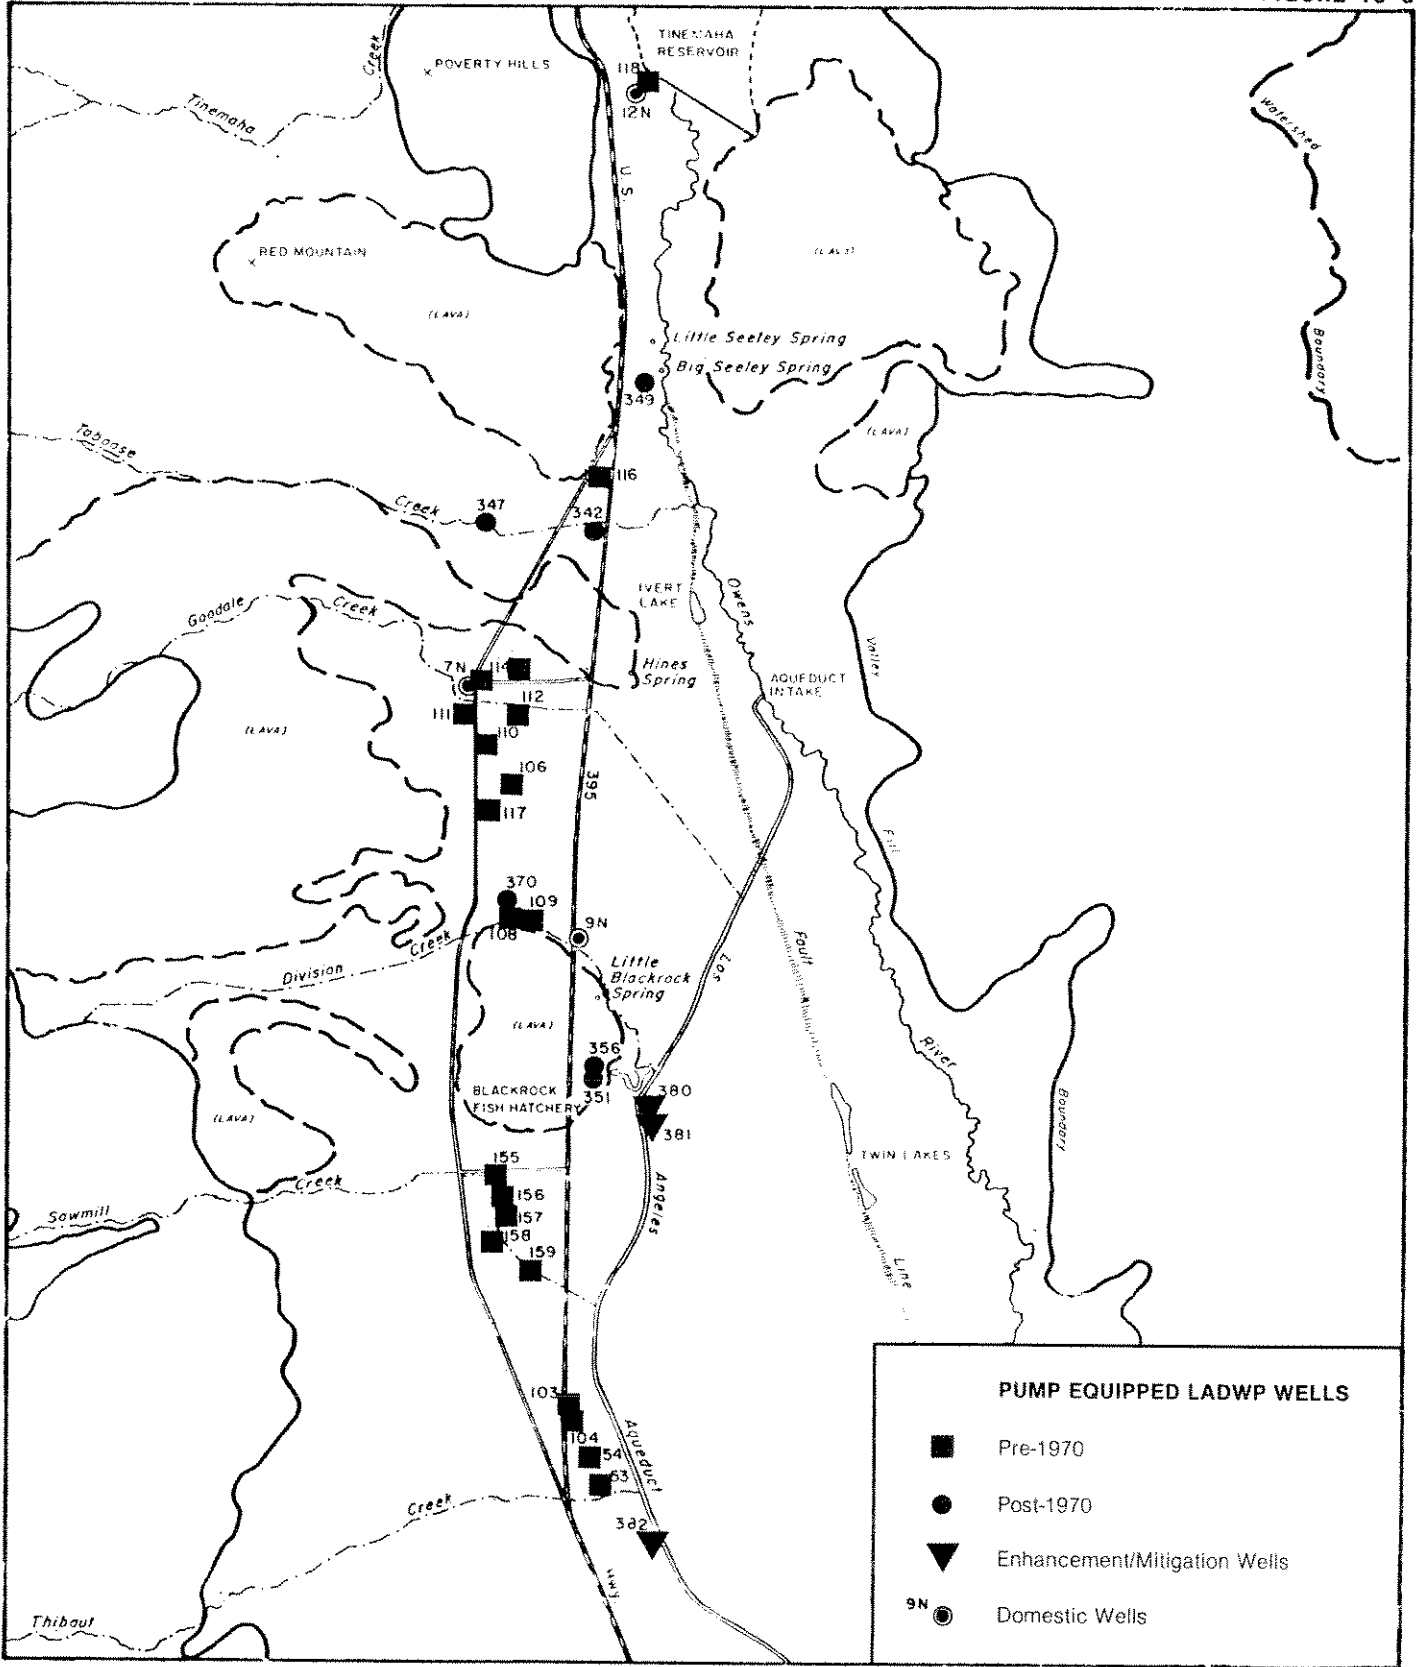 TINEMAHA
RESERVOIR
POVERTY HILLS
Creek
118
12N
Tinemaha
Watershed
Boundary
U.S.
RED MOUNTAIN
(LAVA)
(LAVA)
Little Seeley Spring
Big Seeley Spring
349
(LAVA)
Taboose
Creek
116
347
342
Owens
Goodale
Creek
LAKE
Hines
Spring
7N
114
112
111
110
106
117
395
AQUEDUCT
INTAKE
Valley
Fill
(LAVA)
370
109
108
9N
Creek
Division
Little
Blackrock
Spring
Los
Fault
River
(LAVA)
356
351
380
381
BLACKROCK
FISH HATCHERY
(LAVA)
Boundary
TWIN LAKES
155
156
157
158
159
Creek
Sawmill
Angeles
Line
103
104
54
Aqueduct
Creek
Hwy
Thibaut
PUMP EQUIPPED LADWP WELLS
Pre-1970
Post-1970
Enhancement/Mitigation Wells
9N
Domestic Wells